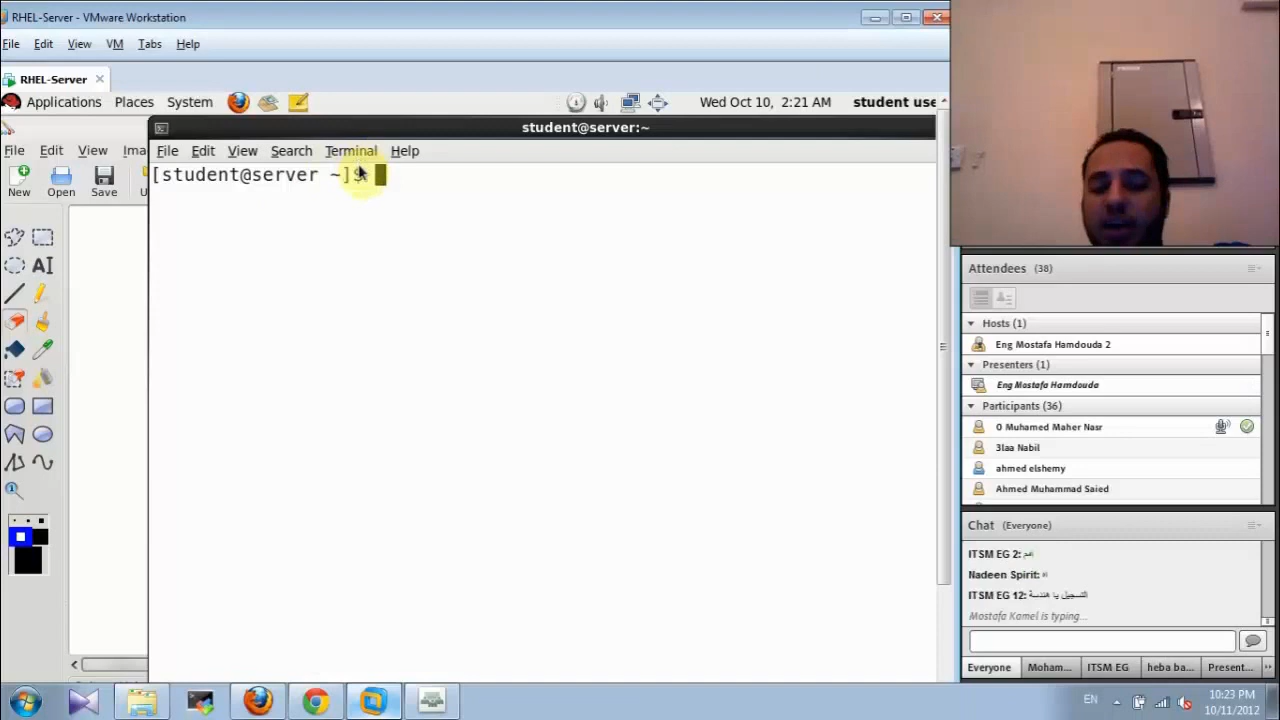 RHEL-Server - VMware Workstation
File Edit View VM Tabs Help
RHEL-Server
Applications Places System
Wed Oct 10, 2:21 AM student use
student@server:~
File Edit View Ima
File Edit View Search Terminal Help
New Open Save
[student@server ~]$
Attendees (38)
Hosts (1)
Eng Mostafa Hamdouda 2
Presenters (1)
Eng Mostafa Hamdouda
Participants (36)
0 Muhamed Maher Nasr
3laa Nabil
ahmed elshemy
Ahmed Muhammad Saied
Chat (Everyone)
ITSM EG 2:
Nadeen Spirit:
ITSM EG 12: التسجيل يا هندسة
Mostafa Kamel is typing...
Everyone Moham... ITSM EG heba ba... Present...
EN
10:23 PM
10/11/2012